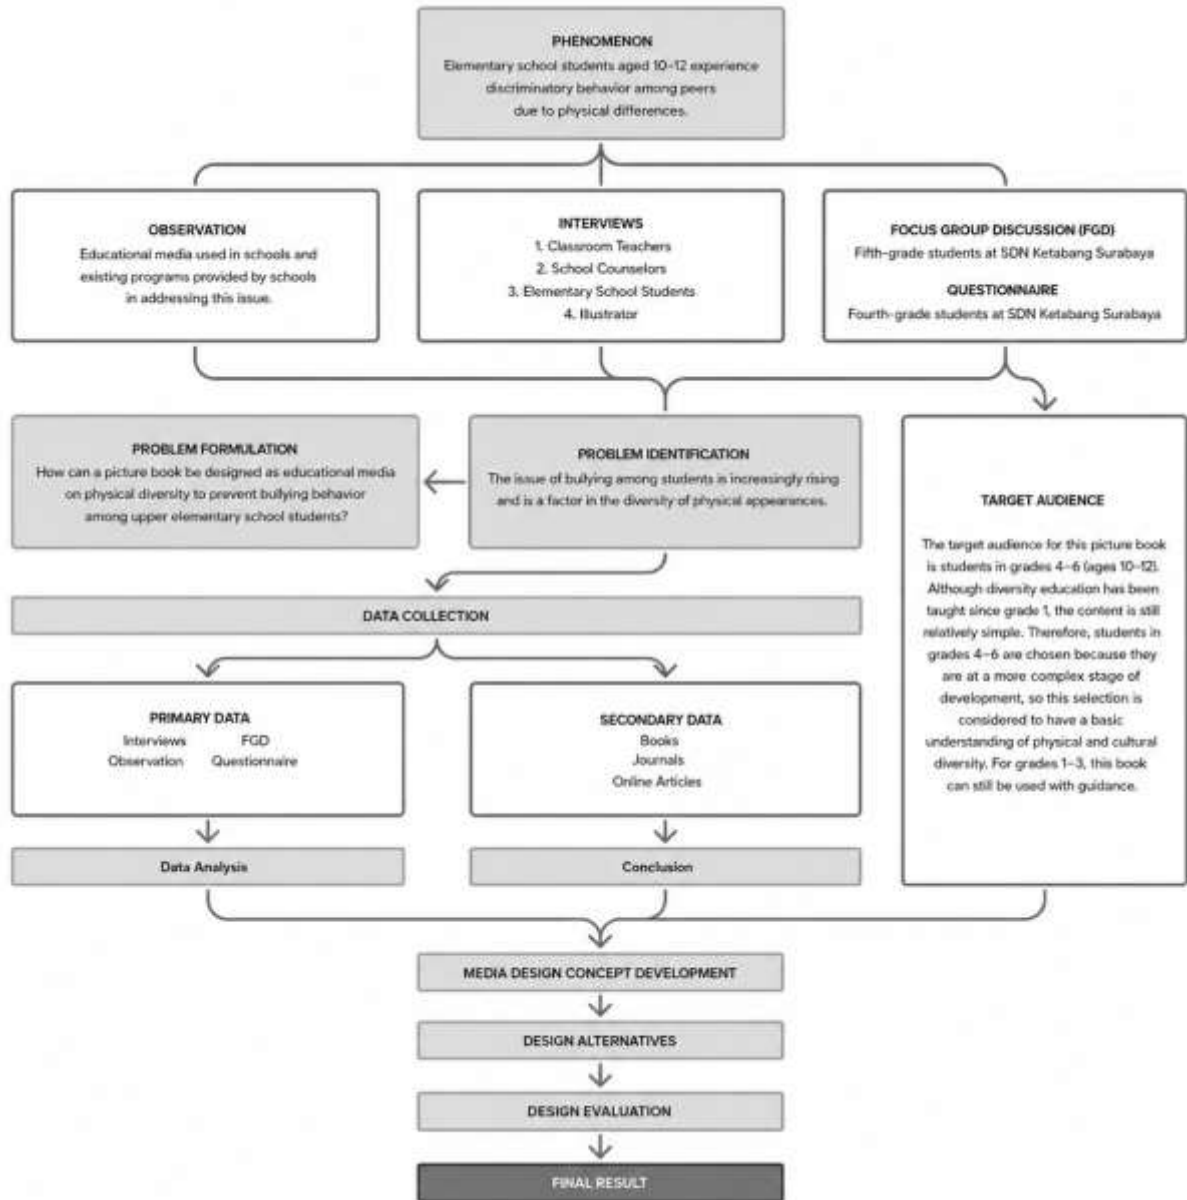 PHENOMENON
Elementary school students aged 10–12 experience
discriminatory behavior among peers
due to physical differences.
OBSERVATION
Educational media used in schools and
existing programs provided by schools
in addressing this issue.
INTERVIEWS
1. Classroom Teachers
2. School Counselors
3. Elementary School Students
4. Illustrator
FOCUS GROUP DISCUSSION (FGD)
Fifth-grade students at SDN Ketabang Surabaya
QUESTIONNAIRE
Fourth-grade students at SDN Ketabang Surabaya
PROBLEM FORMULATION
How can a picture book be designed as educational media
on physical diversity to prevent bullying behavior
among upper elementary school students?
PROBLEM IDENTIFICATION
The issue of bullying among students is increasingly rising
and is a factor in the diversity of physical appearances.
TARGET AUDIENCE
The target audience for this picture book
is students in grades 4–6 (ages 10–12).
Although diversity education has been
taught since grade 1, the content is still
relatively simple. Therefore, students in
grades 4–6 are chosen because they
are at a more complex stage of
development, so this selection is
considered to have a basic
understanding of physical and cultural
diversity. For grades 1–3, this book
can still be used with guidance.
DATA COLLECTION
PRIMARY DATA
Interviews FGD
Observation Questionnaire
SECONDARY DATA
Books
Journals
Online Articles
Data Analysis
Conclusion
MEDIA DESIGN CONCEPT DEVELOPMENT
DESIGN ALTERNATIVES
DESIGN EVALUATION
FINAL RESULT